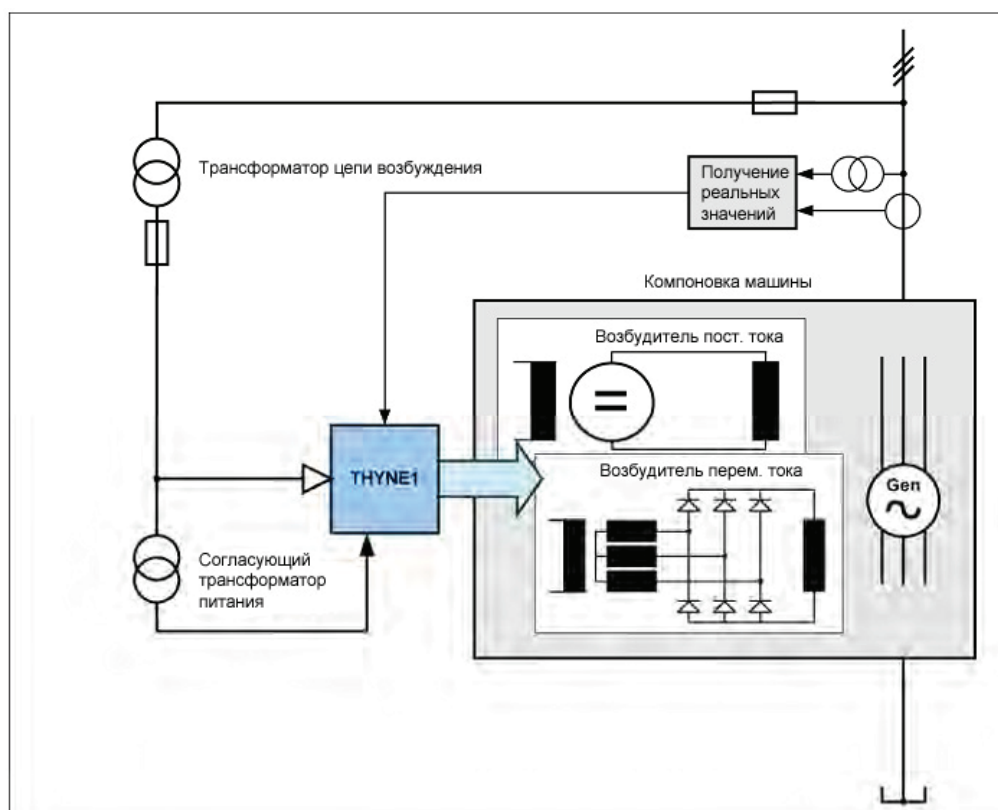 Трансформатор цепи возбуждения
Получение
реальных
значений
Компоновка машины
Возбудитель пост. тока
=
THYNE1
Возбудитель перем. тока
Gen
Согласующий
трансформатор
питания